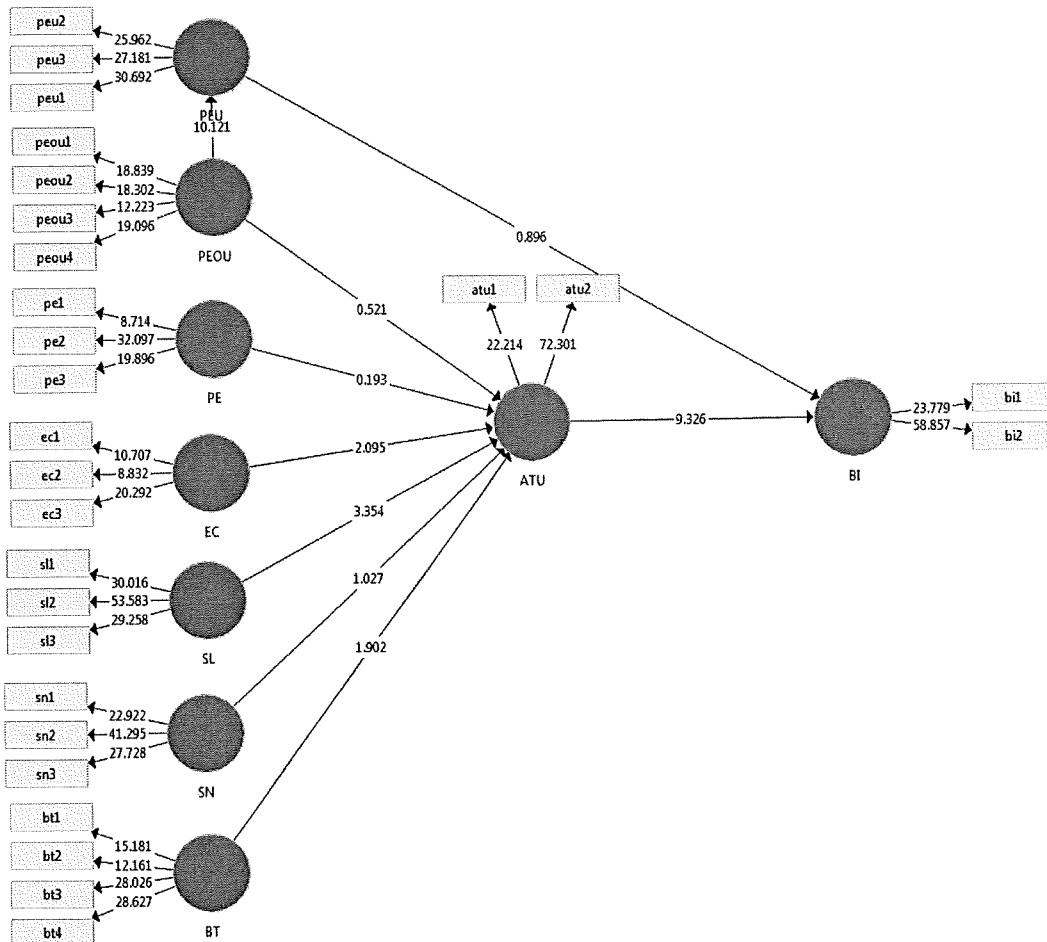 peu2
25.962
peu3
27.181
peu1
30.692
PEU
10.121
peou1
18.839
peou2
18.302
peou3
12.223
peou4
19.096
PEOU
0.896
0.521
pe1
8.714
pe2
32.097
pe3
19.896
PE
0.193
atu1
atu2
22.214
72.301
ATU
9.326
BI
23.779
bi1
58.857
bi2
ec1
10.707
ec2
8.832
ec3
20.292
EC
2.095
sl1
30.016
sl2
53.583
sl3
29.258
SL
3.354
sn1
22.922
sn2
41.295
sn3
27.728
SN
1.027
bt1
15.181
bt2
12.161
bt3
28.026
bt4
28.627
BT
1.902